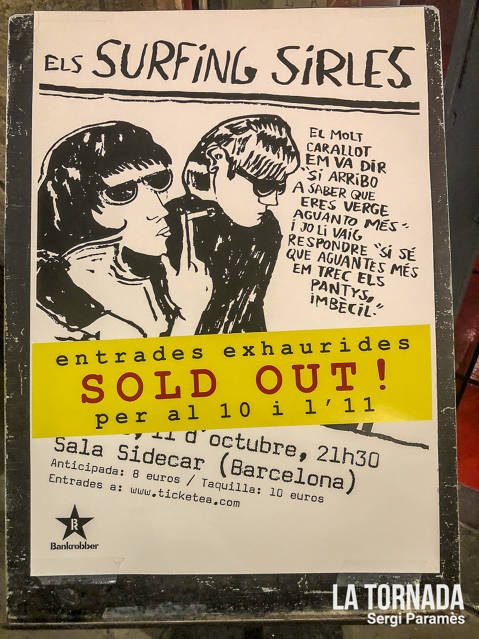 ELS SURFING SIRLES
EL MOLT
CARALLOT
EM VA DIR
"SI ARRIBO
A SABER QUE
ERES VERGE
AGUANTO MÉS"
I JO LI VAIG
RESPONDRE "SI SÉ
QUE AGUANTES MÉS
EM TREC ELS
PANTYS,
IMBÈCIL."
entrades exhaurides
SOLD OUT!
per al 10 i l'11
, 11 d'octubre, 21h30
Sala Sidecar (Barcelona)
Anticipada: 8 euros / Taquilla: 10 euros
Entrades a: www.ticketea.com
Bankrobber
LA TORNADA
Sergi Paramès